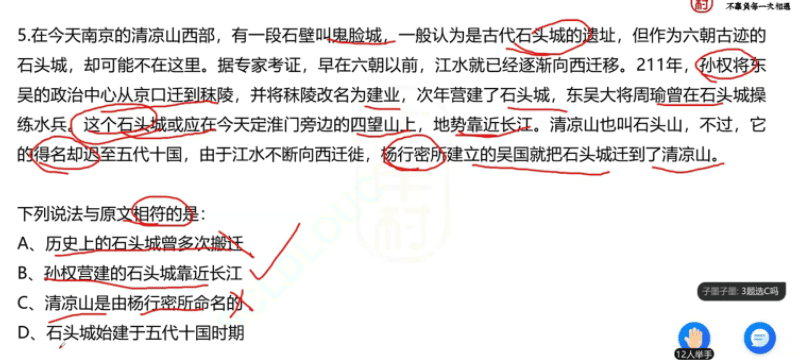 村
不辜负每一次相遇
5.在今天南京的清凉山西部，有一段石壁叫鬼脸城，一般认为是古代石头城的遗址，但作为六朝古迹的
石头城，却可能不在这里。据专家考证，早在六朝以前，江水就已经逐渐向西迁移。211年，孙权将东
吴的政治中心从京口迁到秣陵，并将秣陵改名为建业，次年营建了石头城，东吴大将周瑜曾在石头城操
练水兵。这个石头城或应在今天定淮门旁边的四望山上，地势靠近长江。清凉山也叫石头山，不过，它
的得名却迟至五代十国，由于江水不断向西迁徙，杨行密所建立的吴国就把石头城迁到了清凉山。
下列说法与原文相符的是：
A、历史上的石头城曾多次搬迁
B、孙权营建的石头城靠近长江
C、清凉山是由杨行密所命名的
D、石头城始建于五代十国时期
子墨子墨: 3题选C吗
12人举手